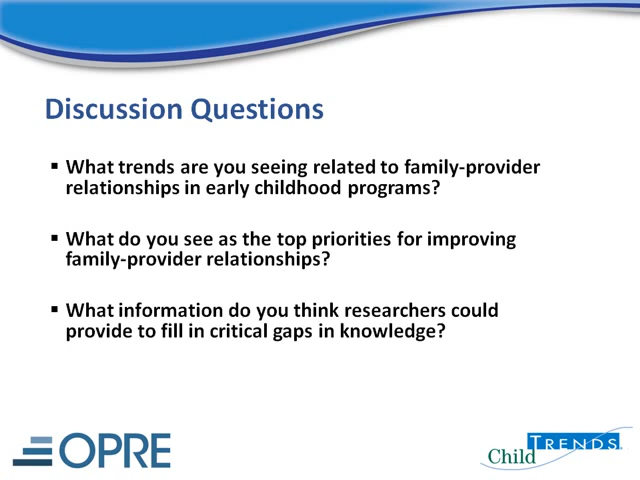 Discussion Questions
▪ What trends are you seeing related to family-provider
relationships in early childhood programs?
▪ What do you see as the top priorities for improving
family-provider relationships?
▪ What information do you think researchers could
provide to fill in critical gaps in knowledge?
OPRE
Child TRENDS®